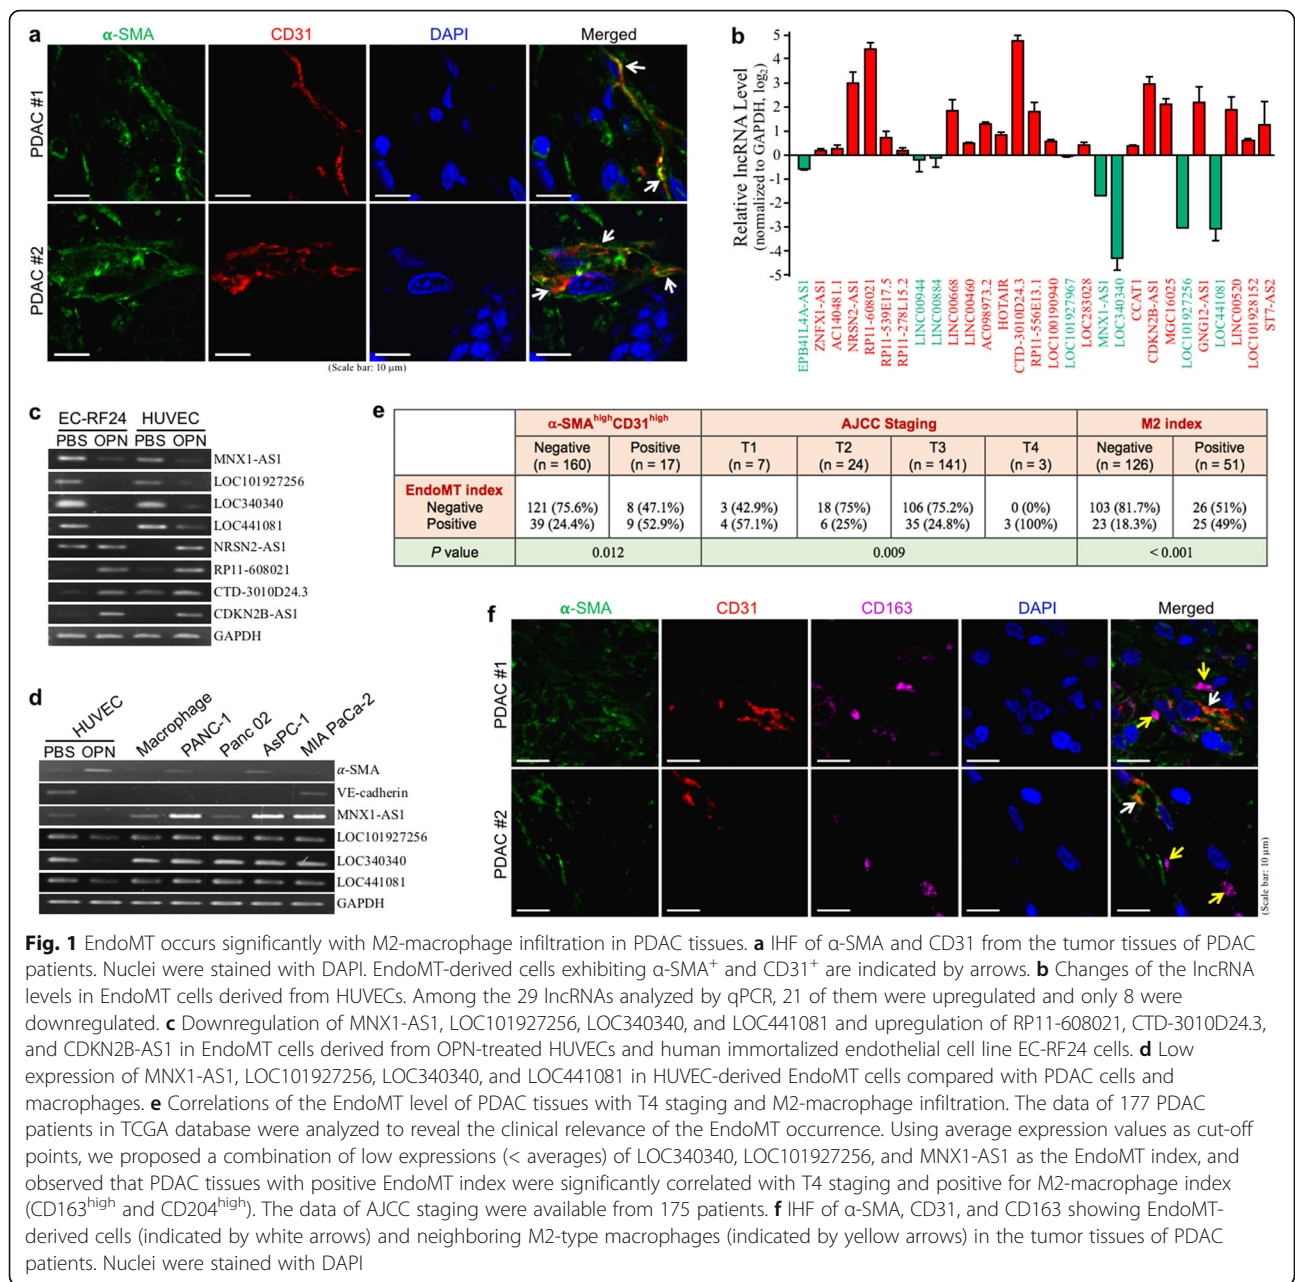 a
α-SMA CD31 DAPI Merged
PDAC #1
PDAC #2
(Scale bar: 10 μm)
b
Relative lncRNA Level
(normalized to GAPDH, log₂)
5
4
3
2
1
0
-1
-2
-3
-4
-5
EPB41L4A-AS1
ZNFX1-AS1
AC140481.1
NRSN2-AS1
RP11-608021
RP11-539E17.5
RP11-278L15.2
LINC00944
LINC00884
LINC00668
LINC00460
AC098973.2
HOTAIR
CTD-3010D24.3
RP11-556E13.1
LOC100190940
LOC101927967
LOC283028
MNX1-AS1
LOC340340
CCAT1
CDKN2B-AS1
MGC16025
LOC101927256
GNG12-AS1
LOC441081
LINC00520
LOC101928152
ST7-AS2
c
EC-RF24 HUVEC
PBS OPN PBS OPN
MNX1-AS1
LOC101927256
LOC340340
LOC441081
NRSN2-AS1
RP11-608021
CTD-3010D24.3
CDKN2B-AS1
GAPDH
d
HUVEC Macrophage PANC-1 Panc 02 AsPC-1 MIA PaCa-2
PBS OPN
α-SMA
VE-cadherin
MNX1-AS1
LOC101927256
LOC340340
LOC441081
GAPDH
e
α-SMA^high CD31^high AJCC Staging M2 index
Negative Positive T1 T2 T3 T4 Negative Positive
(n = 160) (n = 17) (n = 7) (n = 24) (n = 141) (n = 3) (n = 126) (n = 51)
EndoMT index
Negative 121 (75.6%) 8 (47.1%) 3 (42.9%) 18 (75%) 106 (75.2%) 0 (0%) 103 (81.7%) 26 (51%)
Positive 39 (24.4%) 9 (52.9%) 4 (57.1%) 6 (25%) 35 (24.8%) 3 (100%) 23 (18.3%) 25 (49%)
P value 0.012 0.009 < 0.001
f
α-SMA CD31 CD163 DAPI Merged
PDAC #1
PDAC #2
(Scale bar: 10 μm)
Fig. 1 EndoMT occurs significantly with M2-macrophage infiltration in PDAC tissues. a IHF of α-SMA and CD31 from the tumor tissues of PDAC
patients. Nuclei were stained with DAPI. EndoMT-derived cells exhibiting α-SMA⁺ and CD31⁺ are indicated by arrows. b Changes of the lncRNA
levels in EndoMT cells derived from HUVECs. Among the 29 lncRNAs analyzed by qPCR, 21 of them were upregulated and only 8 were
downregulated. c Downregulation of MNX1-AS1, LOC101927256, LOC340340, and LOC441081 and upregulation of RP11-608021, CTD-3010D24.3,
and CDKN2B-AS1 in EndoMT cells derived from OPN-treated HUVECs and human immortalized endothelial cell line EC-RF24 cells. d Low
expression of MNX1-AS1, LOC101927256, LOC340340, and LOC441081 in HUVEC-derived EndoMT cells compared with PDAC cells and
macrophages. e Correlations of the EndoMT level of PDAC tissues with T4 staging and M2-macrophage infiltration. The data of 177 PDAC
patients in TCGA database were analyzed to reveal the clinical relevance of the EndoMT occurrence. Using average expression values as cut-off
points, we proposed a combination of low expressions (< averages) of LOC340340, LOC101927256, and MNX1-AS1 as the EndoMT index, and
observed that PDAC tissues with positive EndoMT index were significantly correlated with T4 staging and positive for M2-macrophage index
(CD163^high and CD204^high). The data of AJCC staging were available from 175 patients. f IHF of α-SMA, CD31, and CD163 showing EndoMT-
derived cells (indicated by white arrows) and neighboring M2-type macrophages (indicated by yellow arrows) in the tumor tissues of PDAC
patients. Nuclei were stained with DAPI